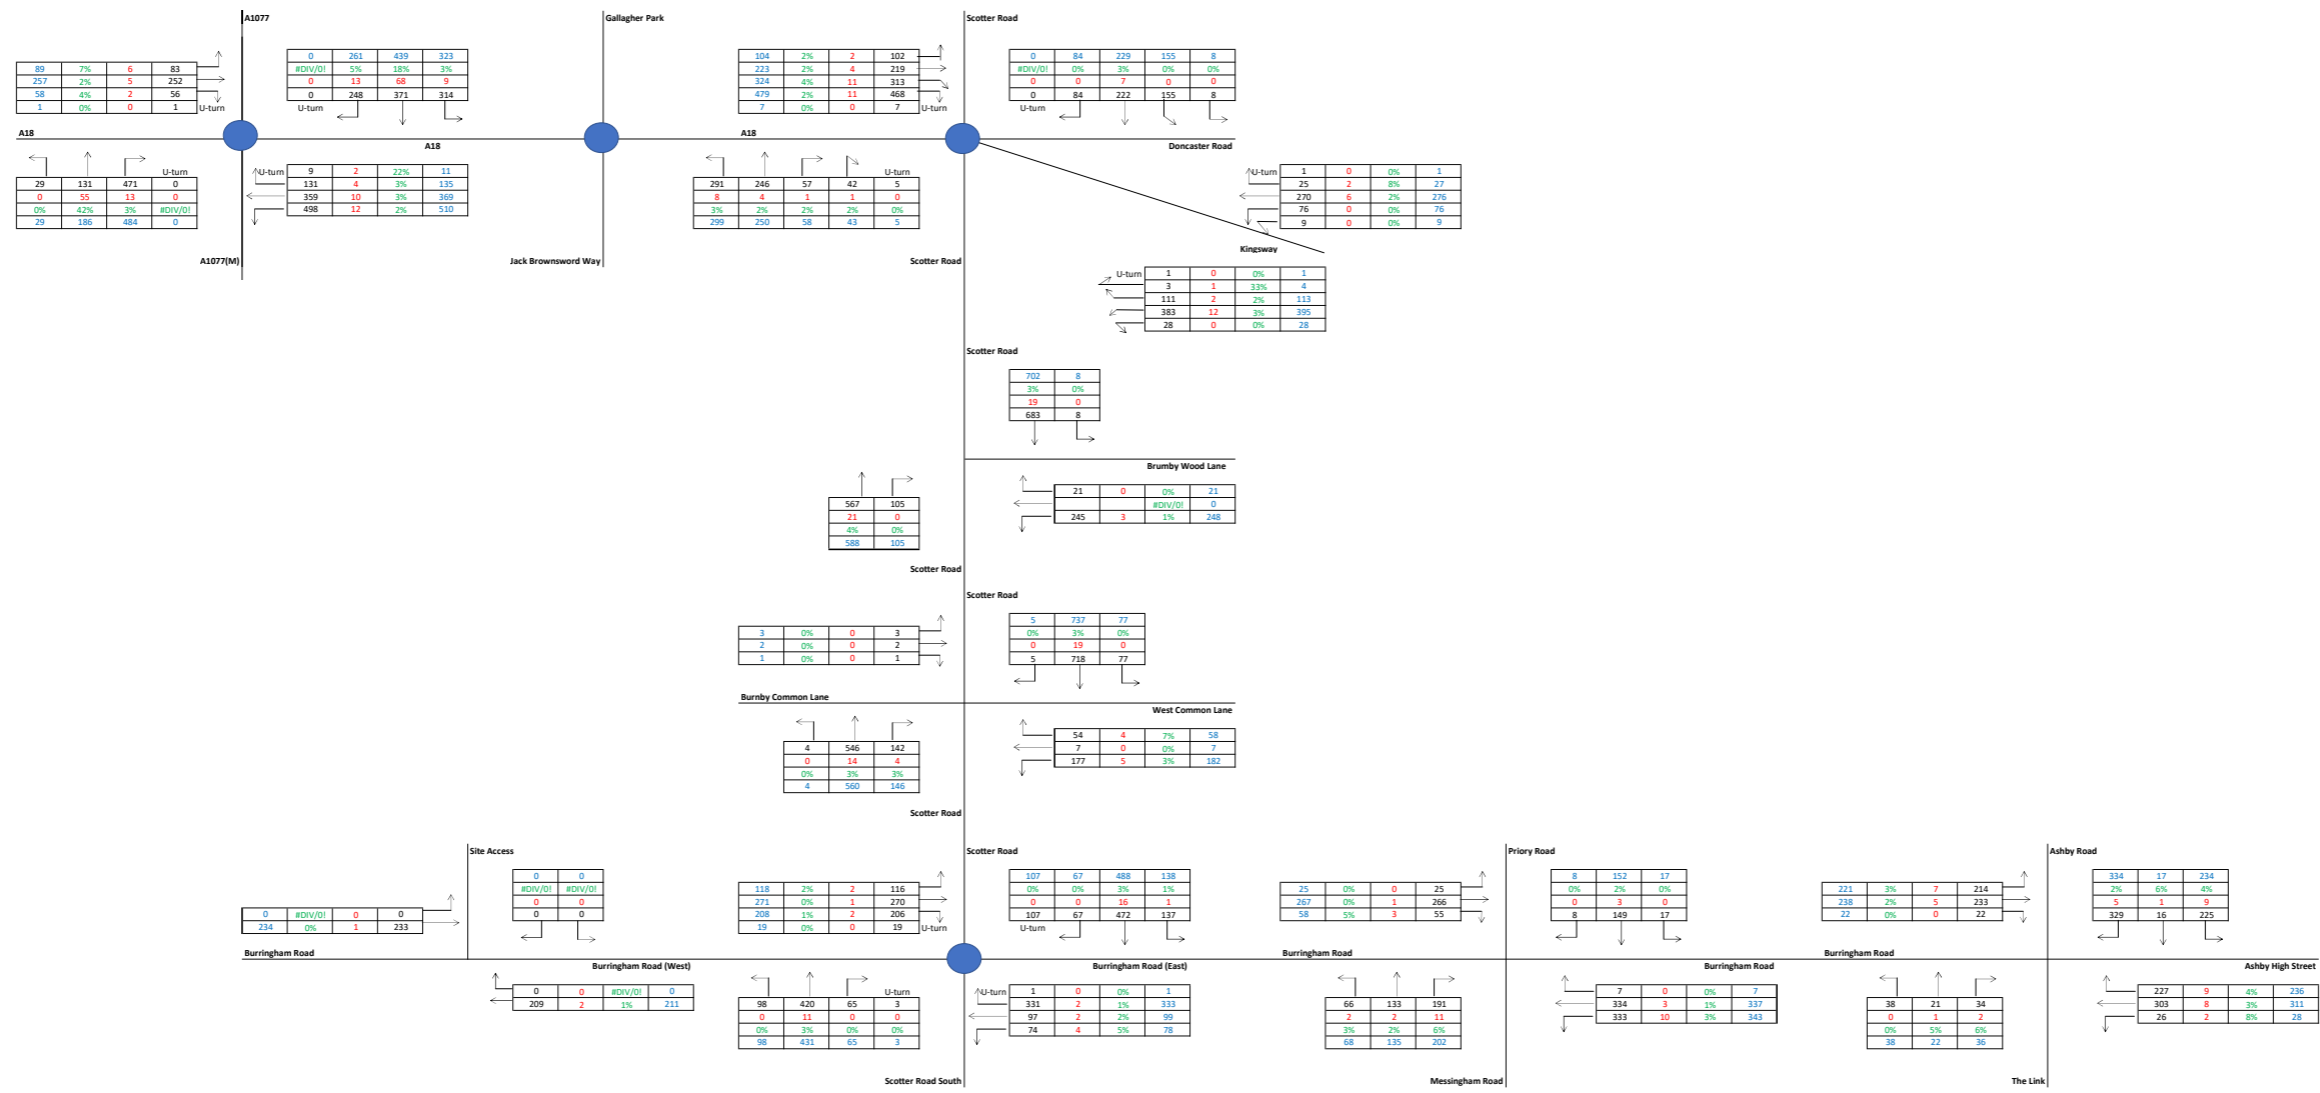 A1077
Gallagher Park
Scotter Road
0 261 439 323
104 2% 2 102
0 84 229 155 8
89 7% 6 83
#DIV/0! 5% 18% 3%
223 2% 4 219
#DIV/0! 0% 3% 0% 0%
257 2% 5 252
0 13 68 9
324 4% 11 313
0 0 7 0 0
58 4% 2 56
0 248 371 314
479 2% 11 468
0 84 222 155 8
1 0% 0 1 U-turn
U-turn
7 0% 0 7 U-turn
U-turn
A18
A18
A18
Doncaster Road
U-turn
29 131 471 0
0 55 13 0
0% 42% 3% #DIV/0!
29 186 484 0
U-turn 9 2 22% 11
131 4 3% 135
359 10 3% 369
498 12 2% 510
U-turn
291 246 57 42 5
8 4 1 1 0
3% 2% 2% 2% 0%
299 250 58 43 5
U-turn 1 0 0% 1
25 2 8% 27
270 6 2% 276
76 0 0% 76
9 0 0% 9
Kingsway
A1077(M)
Jack Brownsword Way
Scotter Road
U-turn 1 0 0% 1
3 1 33% 4
111 2 2% 113
383 12 3% 395
28 0 0% 28
Scotter Road
702 8
3% 0%
19 0
683 8
Brumby Wood Lane
567 105
21 0
4% 0%
588 105
21 0 0% 21
#DIV/0! 0
245 3 1% 248
Scotter Road
Scotter Road
3 0% 0 3
2 0% 0 2
1 0% 0 1
5 737 77
0% 3% 0%
0 19 0
5 718 77
Burnby Common Lane
West Common Lane
4 546 142
0 14 4
0% 3% 3%
4 560 146
54 4 7% 58
7 0 0% 7
177 5 3% 182
Scotter Road
Site Access
Scotter Road
Priory Road
Ashby Road
0 #DIV/0! 0 0
234 0% 1 233
0 0
#DIV/0! #DIV/0!
0 0
0 0
118 2% 2 116
271 0% 1 270
208 1% 2 206
19 0% 0 19 U-turn
107 67 488 138
0% 0% 3% 1%
0 0 16 1
107 67 472 137
U-turn
25 0% 0 25
267 0% 1 266
58 5% 3 55
8 152 17
0% 2% 0%
0 3 0
8 149 17
221 3% 7 214
238 2% 5 233
22 0% 0 22
334 17 234
2% 6% 4%
5 1 9
329 16 225
Burringham Road
Burringham Road (West)
Burringham Road (East)
Burringham Road
Burringham Road
Burringham Road
Ashby High Street
0 0 #DIV/0! 0
209 2 1% 211
U-turn
98 420 65 3
0 11 0 0
0% 3% 0% 0%
98 431 65 3
U-turn 1 0 0% 1
331 2 1% 333
97 2 2% 99
74 4 5% 78
66 133 191
2 2 11
3% 2% 6%
68 135 202
7 0 0% 7
334 3 1% 337
333 10 3% 343
38 21 34
0 1 2
0% 5% 6%
38 22 36
227 9 4% 236
303 8 3% 311
26 2 8% 28
Scotter Road South
Messingham Road
The Link